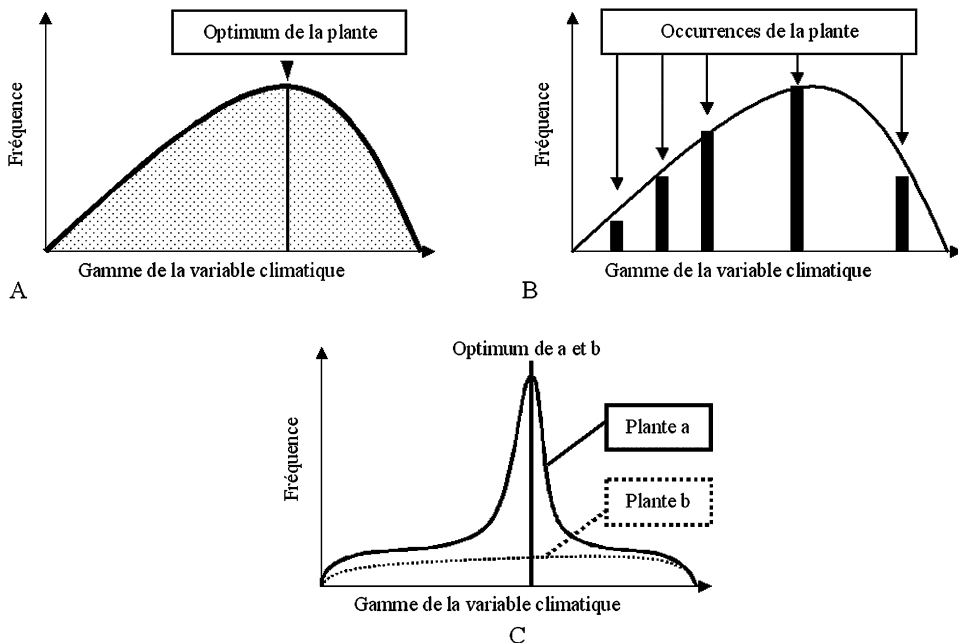 Optimum de la plante
Fréquence
Gamme de la variable climatique
A
Occurrences de la plante
Fréquence
Gamme de la variable climatique
B
Optimum de a et b
Plante a
Plante b
Fréquence
Gamme de la variable climatique
C